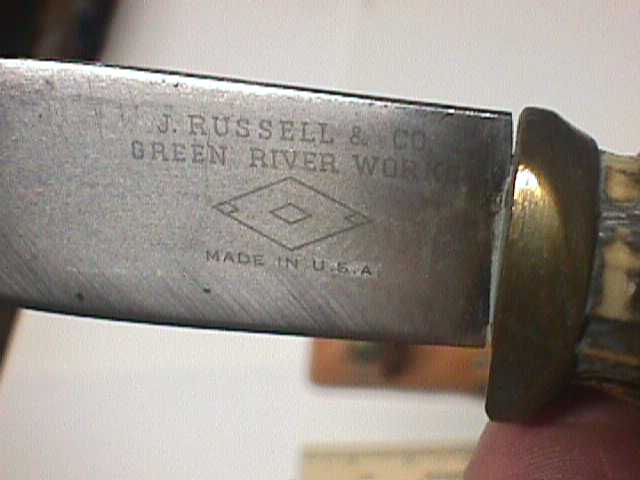 J. RUSSELL & CO.
GREEN RIVER WORKS
MADE IN U.S.A.